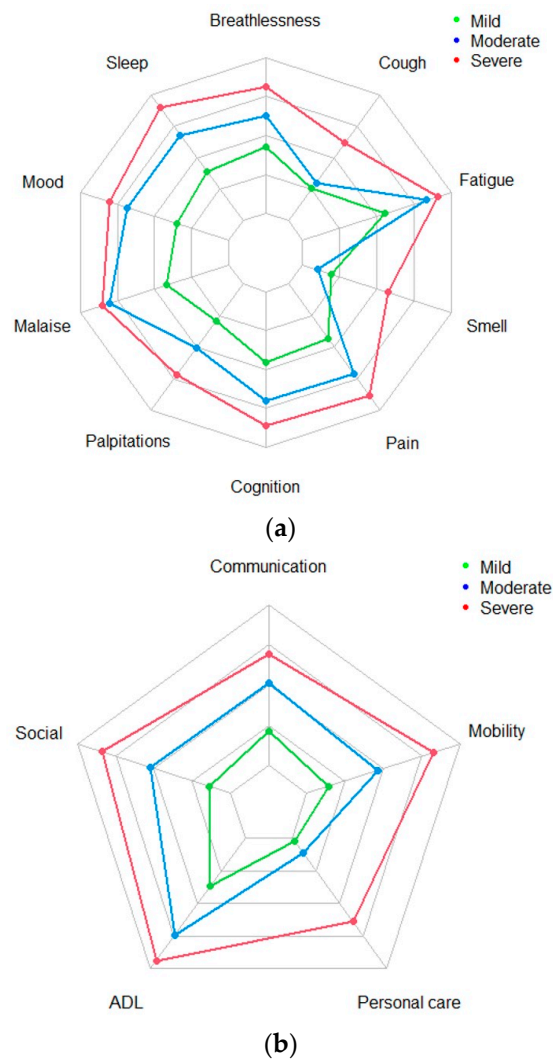 Breathlessness
Mild
Moderate
Severe
Sleep
Cough
Mood
Fatigue
Malaise
Smell
Palpitations
Pain
Cognition
(a)
Communication
Mild
Moderate
Severe
Social
Mobility
ADL
Personal care
(b)